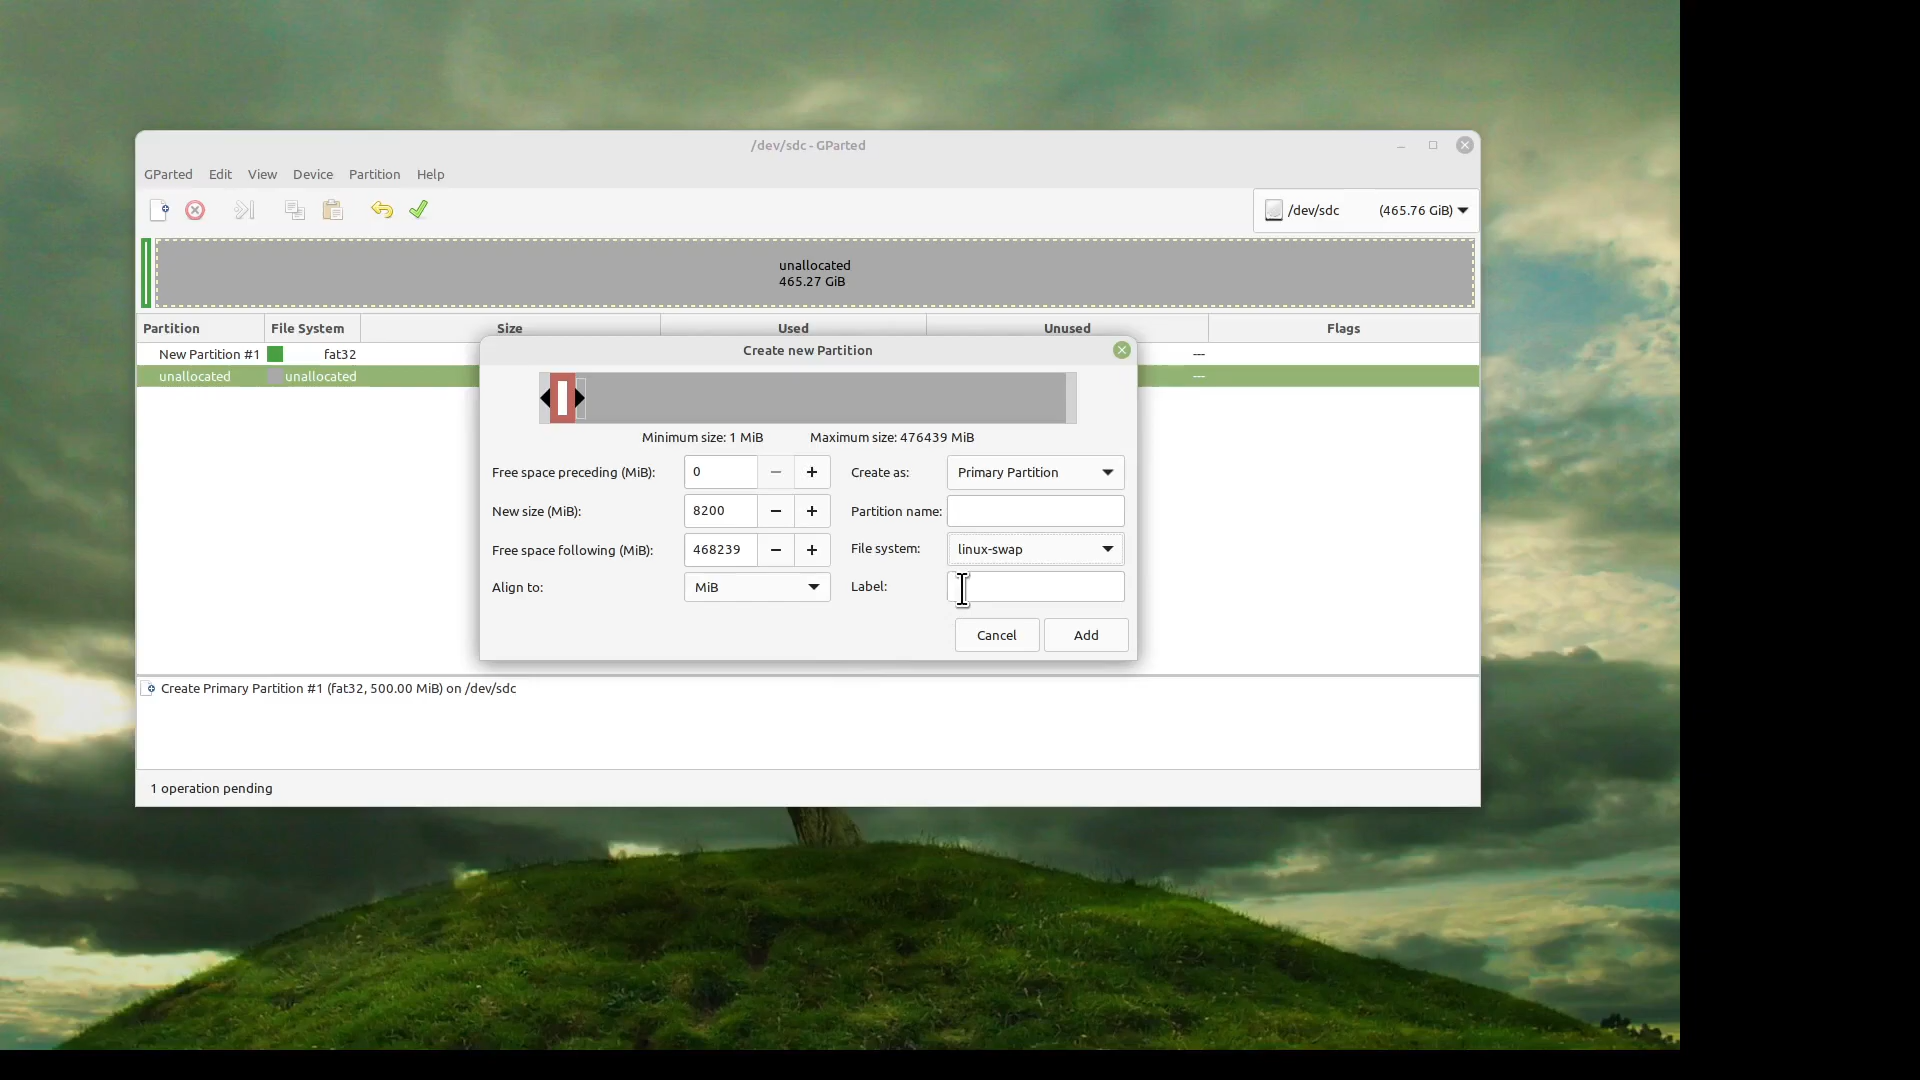 /dev/sdc - GParted
GParted Edit View Device Partition Help
/dev/sdc (465.76 GiB)
unallocated
465.27 GiB
Partition File System Size Used Unused Flags
New Partition #1 fat32 ---
unallocated unallocated ---
Create new Partition
Minimum size: 1 MiB Maximum size: 476439 MiB
Free space preceding (MiB): 0 Create as: Primary Partition
New size (MiB): 8200 Partition name:
Free space following (MiB): 468239 File system: linux-swap
Align to: MiB Label:
Cancel Add
Create Primary Partition #1 (fat32, 500.00 MiB) on /dev/sdc
1 operation pending